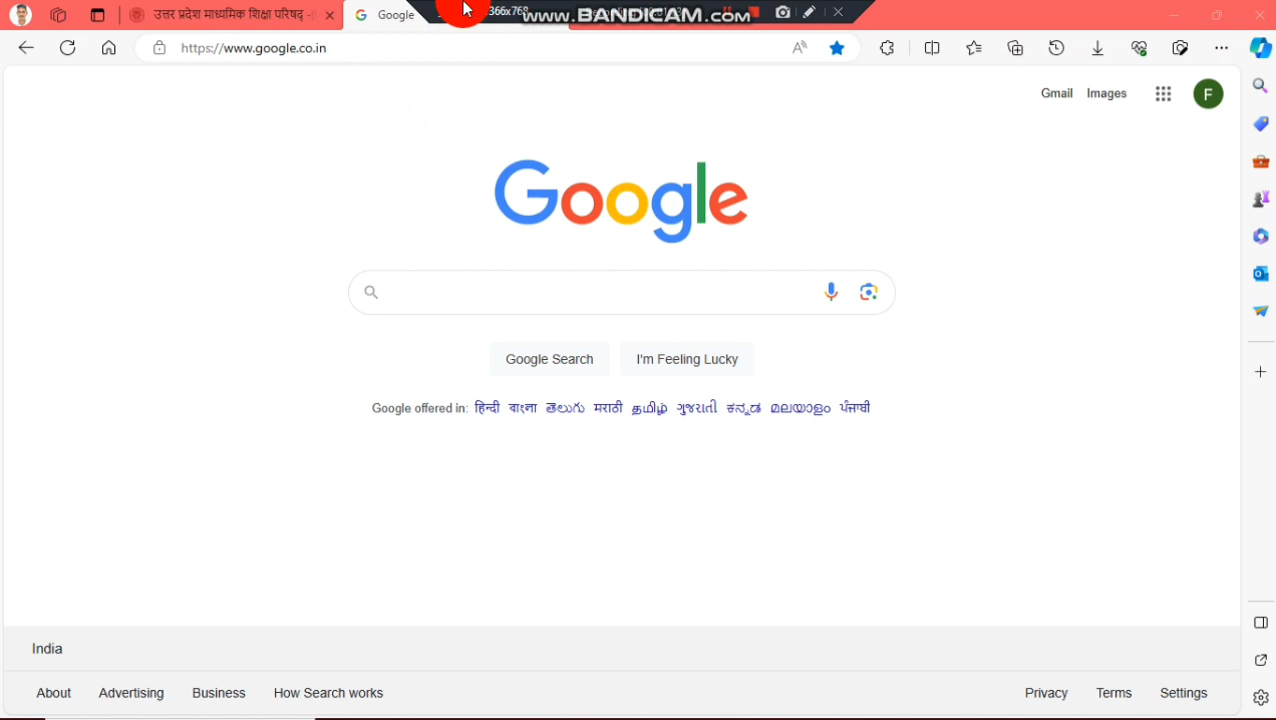 उत्तर प्रदेश माध्यमिक शिक्षा परिषद् -
Google
366x768
www.BANDICAM.com
https://www.google.co.in
Gmail Images
F
Google
Google Search
I'm Feeling Lucky
Google offered in: हिन्दी বাংলা తెలుగు मराठी தமிழ் ગુજરાતી ಕನ್ನಡ മലയാളം ਪੰਜਾਬੀ
India
About Advertising Business How Search works
Privacy Terms Settings